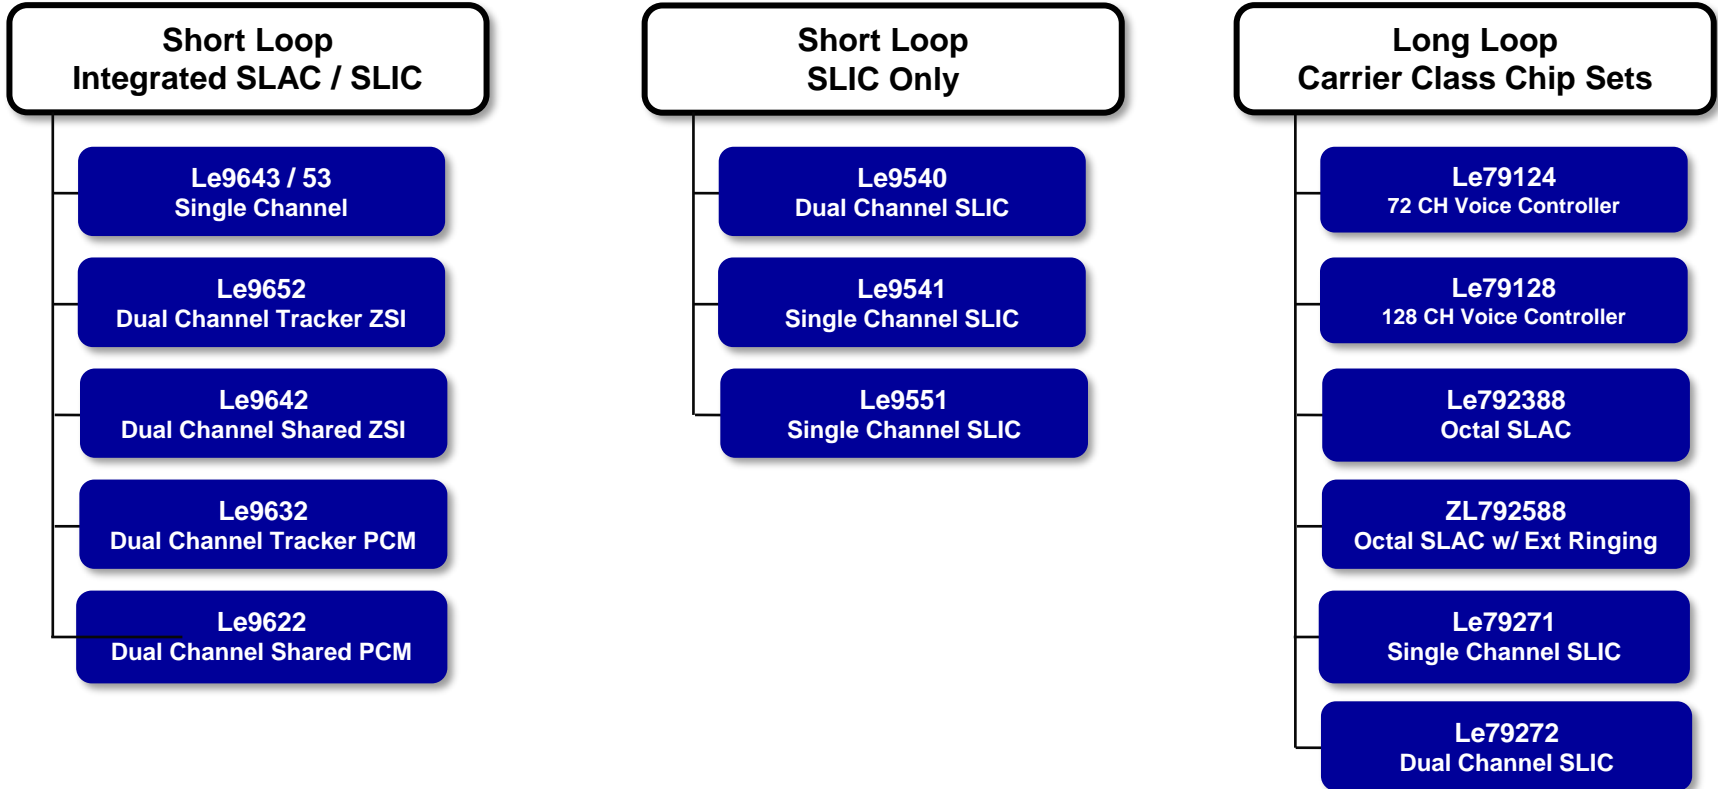 Short Loop
Integrated SLAC / SLIC
Le9643 / 53
Single Channel
Le9652
Dual Channel Tracker ZSI
Le9642
Dual Channel Shared ZSI
Le9632
Dual Channel Tracker PCM
Le9622
Dual Channel Shared PCM
Short Loop
SLIC Only
Le9540
Dual Channel SLIC
Le9541
Single Channel SLIC
Le9551
Single Channel SLIC
Long Loop
Carrier Class Chip Sets
Le79124
72 CH Voice Controller
Le79128
128 CH Voice Controller
Le792388
Octal SLAC
ZL792588
Octal SLAC w/ Ext Ringing
Le79271
Single Channel SLIC
Le79272
Dual Channel SLIC